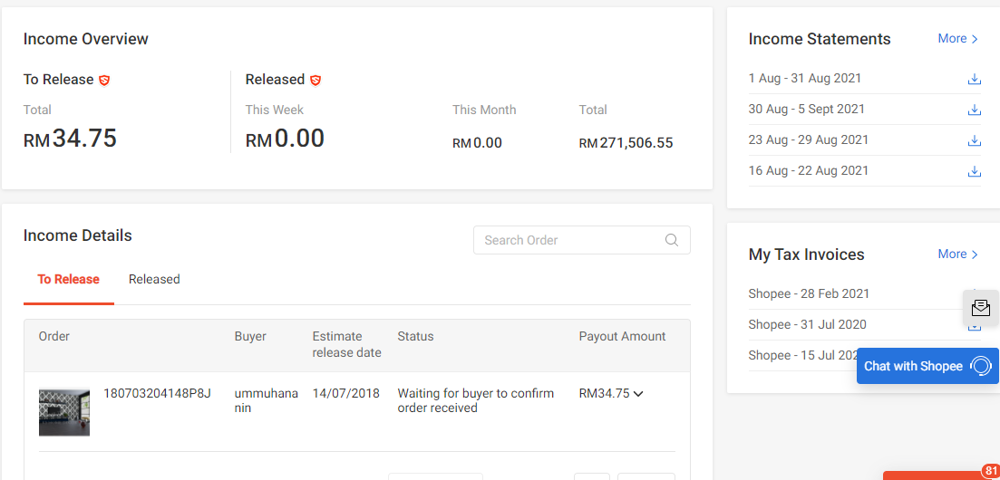 Income Overview
To Release
Released
Total
This Week
This Month
Total
RM34.75
RM0.00
RM0.00
RM271,506.55
Income Details
Search Order
To Release
Released
Order
Buyer
Estimate release date
Status
Payout Amount
180703204148P8J
ummuhana
nin
14/07/2018
Waiting for buyer to confirm
order received
RM34.75
Income Statements
More
1 Aug - 31 Aug 2021
30 Aug - 5 Sept 2021
23 Aug - 29 Aug 2021
16 Aug - 22 Aug 2021
My Tax Invoices
More
Shopee - 28 Feb 2021
Shopee - 31 Jul 2020
Shopee - 15 Jul
Chat with Shopee
81